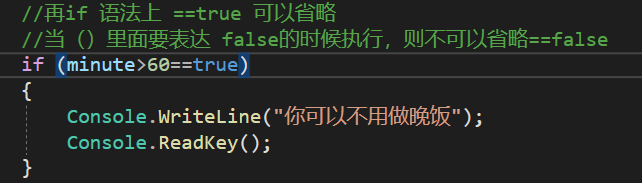 //再if 语法上 ==true 可以省略
//当（）里面要表达 false的时候执行，则不可以省略==false
if (minute>60==true)
{
Console.WriteLine("你可以不用做晚饭");
Console.ReadKey();
}